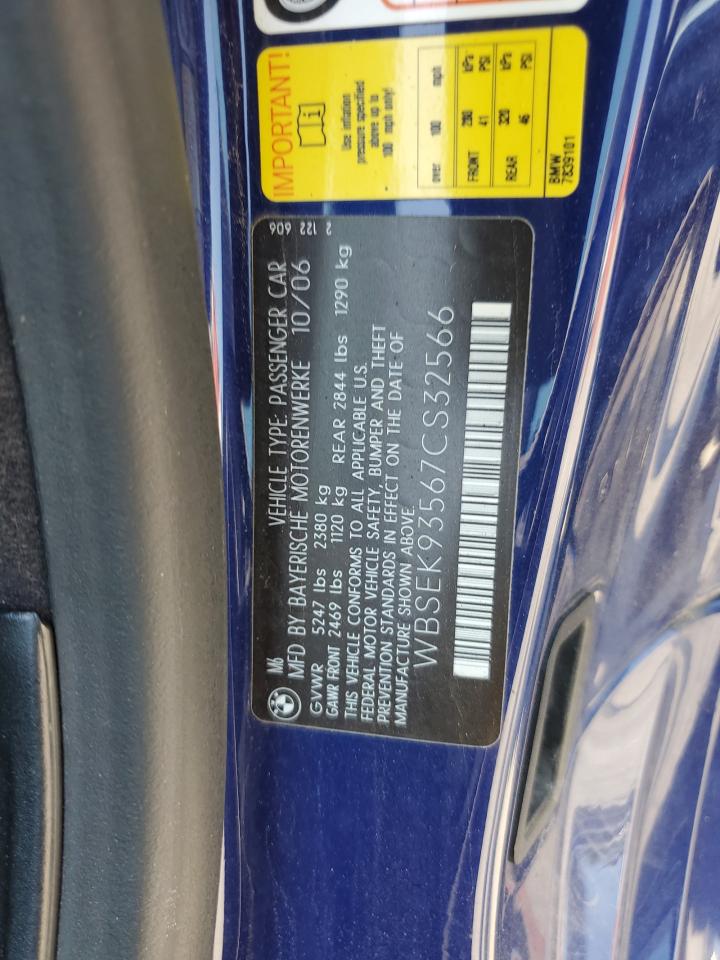 M6 VEHICLE TYPE: PASSENGER CAR
MFD BY BAYERISCHE MOTORENWERKE 10/06
GVWR 5247 lbs 2380 kg
GAWR FRONT 2469 lbs 1120 kg REAR 2844 lbs 1290 kg
THIS VEHICLE CONFORMS TO ALL APPLICABLE U.S.
FEDERAL MOTOR VEHICLE SAFETY, BUMPER AND THEFT
PREVENTION STANDARDS IN EFFECT ON THE DATE OF
MANUFACTURE SHOWN ABOVE.
WBSEK93567CS32566
2 122 606
IMPORTANT!
i
Use inflation
pressure specified
above up to
100 mph only!
over 100 mph
FRONT 280 kPa
41 PSI
REAR 320 kPa
46 PSI
BMW
7839101